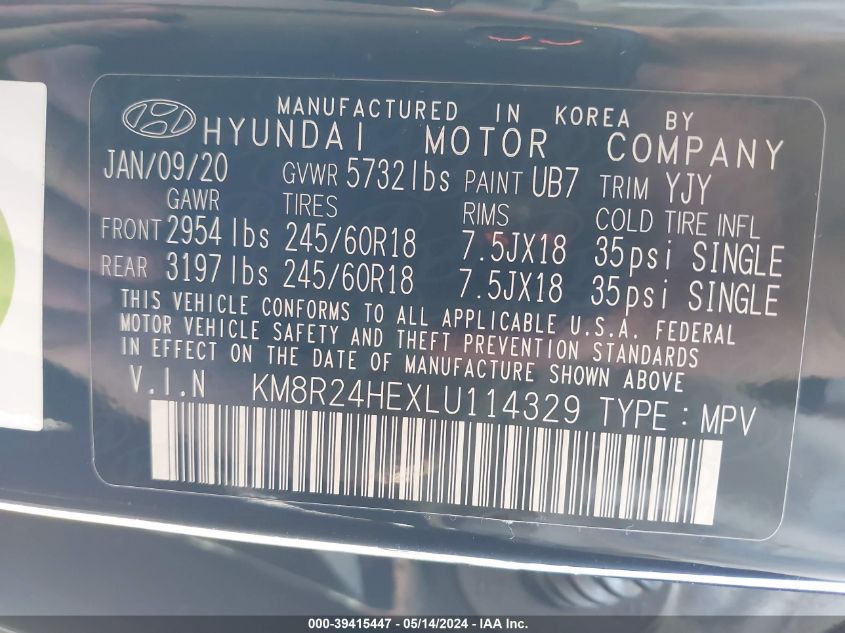 MANUFACTURED IN KOREA BY
HYUNDAI MOTOR COMPANY
JAN/09/20 GVWR 5732lbs PAINT UB7 TRIM YJY
GAWR TIRES RIMS COLD TIRE INFL
FRONT 2954lbs 245/60R18 7.5JX18 35psi SINGLE
REAR 3197lbs 245/60R18 7.5JX18 35psi SINGLE
THIS VEHICLE CONFORMS TO ALL APPLICABLE U.S.A. FEDERAL
MOTOR VEHICLE SAFETY AND THEFT PREVENTION STANDARDS
IN EFFECT ON THE DATE OF MANUFACTURE SHOWN ABOVE
V.I.N KM8R24HEXLU114329 TYPE : MPV
000-39415447 - 05/14/2024 - IAA Inc.